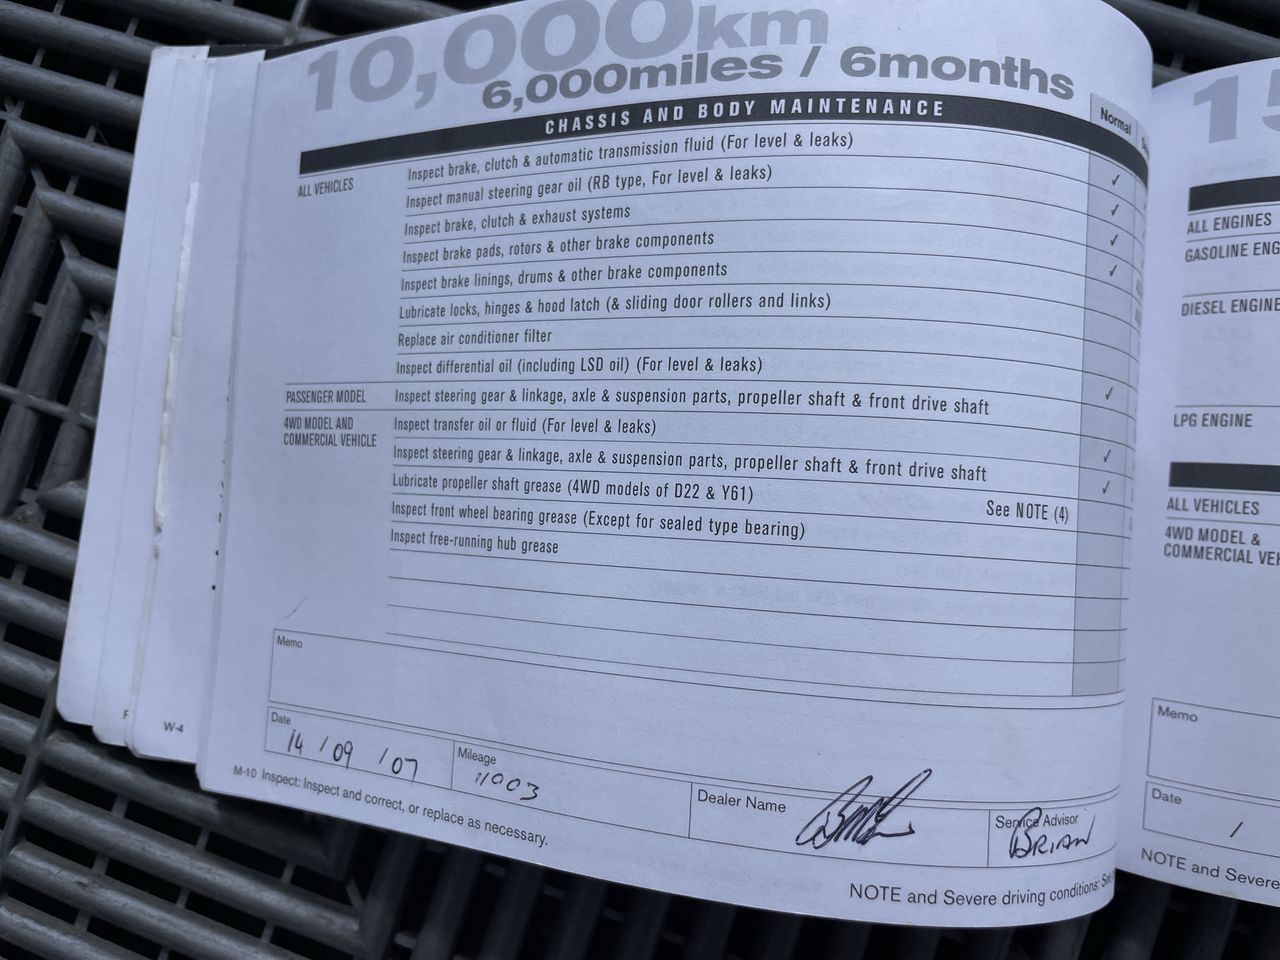 10,000km
6,000miles / 6months
CHASSIS AND BODY MAINTENANCE
Normal
ALL VEHICLES
Inspect brake, clutch & automatic transmission fluid (For level & leaks)
✓
Inspect manual steering gear oil (RB type, For level & leaks)
✓
Inspect brake, clutch & exhaust systems
✓
Inspect brake pads, rotors & other brake components
✓
Inspect brake linings, drums & other brake components
Lubricate locks, hinges & hood latch (& sliding door rollers and links)
Replace air conditioner filter
Inspect differential oil (including LSD oil) (For level & leaks)
✓
PASSENGER MODEL
Inspect steering gear & linkage, axle & suspension parts, propeller shaft & front drive shaft
4WD MODEL AND
COMMERCIAL VEHICLE
Inspect transfer oil or fluid (For level & leaks)
✓
Inspect steering gear & linkage, axle & suspension parts, propeller shaft & front drive shaft
✓
Lubricate propeller shaft grease (4WD models of D22 & Y61)
See NOTE (4)
Inspect front wheel bearing grease (Except for sealed type bearing)
Inspect free-running hub grease
Memo
Date
14 / 09 / 07
Mileage
11003
Dealer Name
Service Advisor
BRIAN
W-4
M-10 Inspect: Inspect and correct, or replace as necessary.
NOTE and Severe driving conditions:
15
ALL ENGINES
GASOLINE ENG
DIESEL ENGINE
LPG ENGINE
ALL VEHICLES
4WD MODEL &
COMMERCIAL VEH
Memo
Date
/
NOTE and Severe